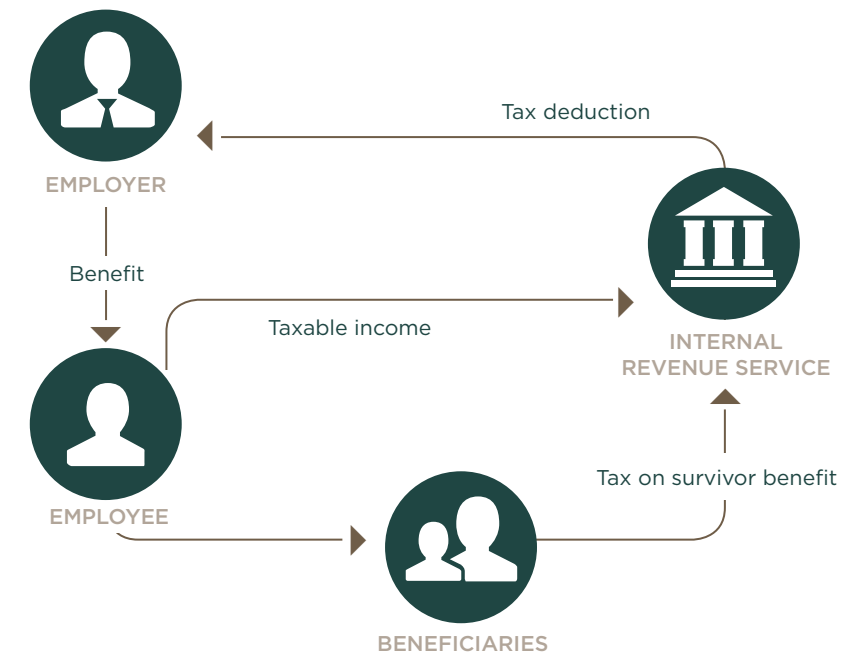 Tax deduction
EMPLOYER
Benefit
Taxable income
INTERNAL
REVENUE SERVICE
Tax on survivor benefit
EMPLOYEE
BENEFICIARIES